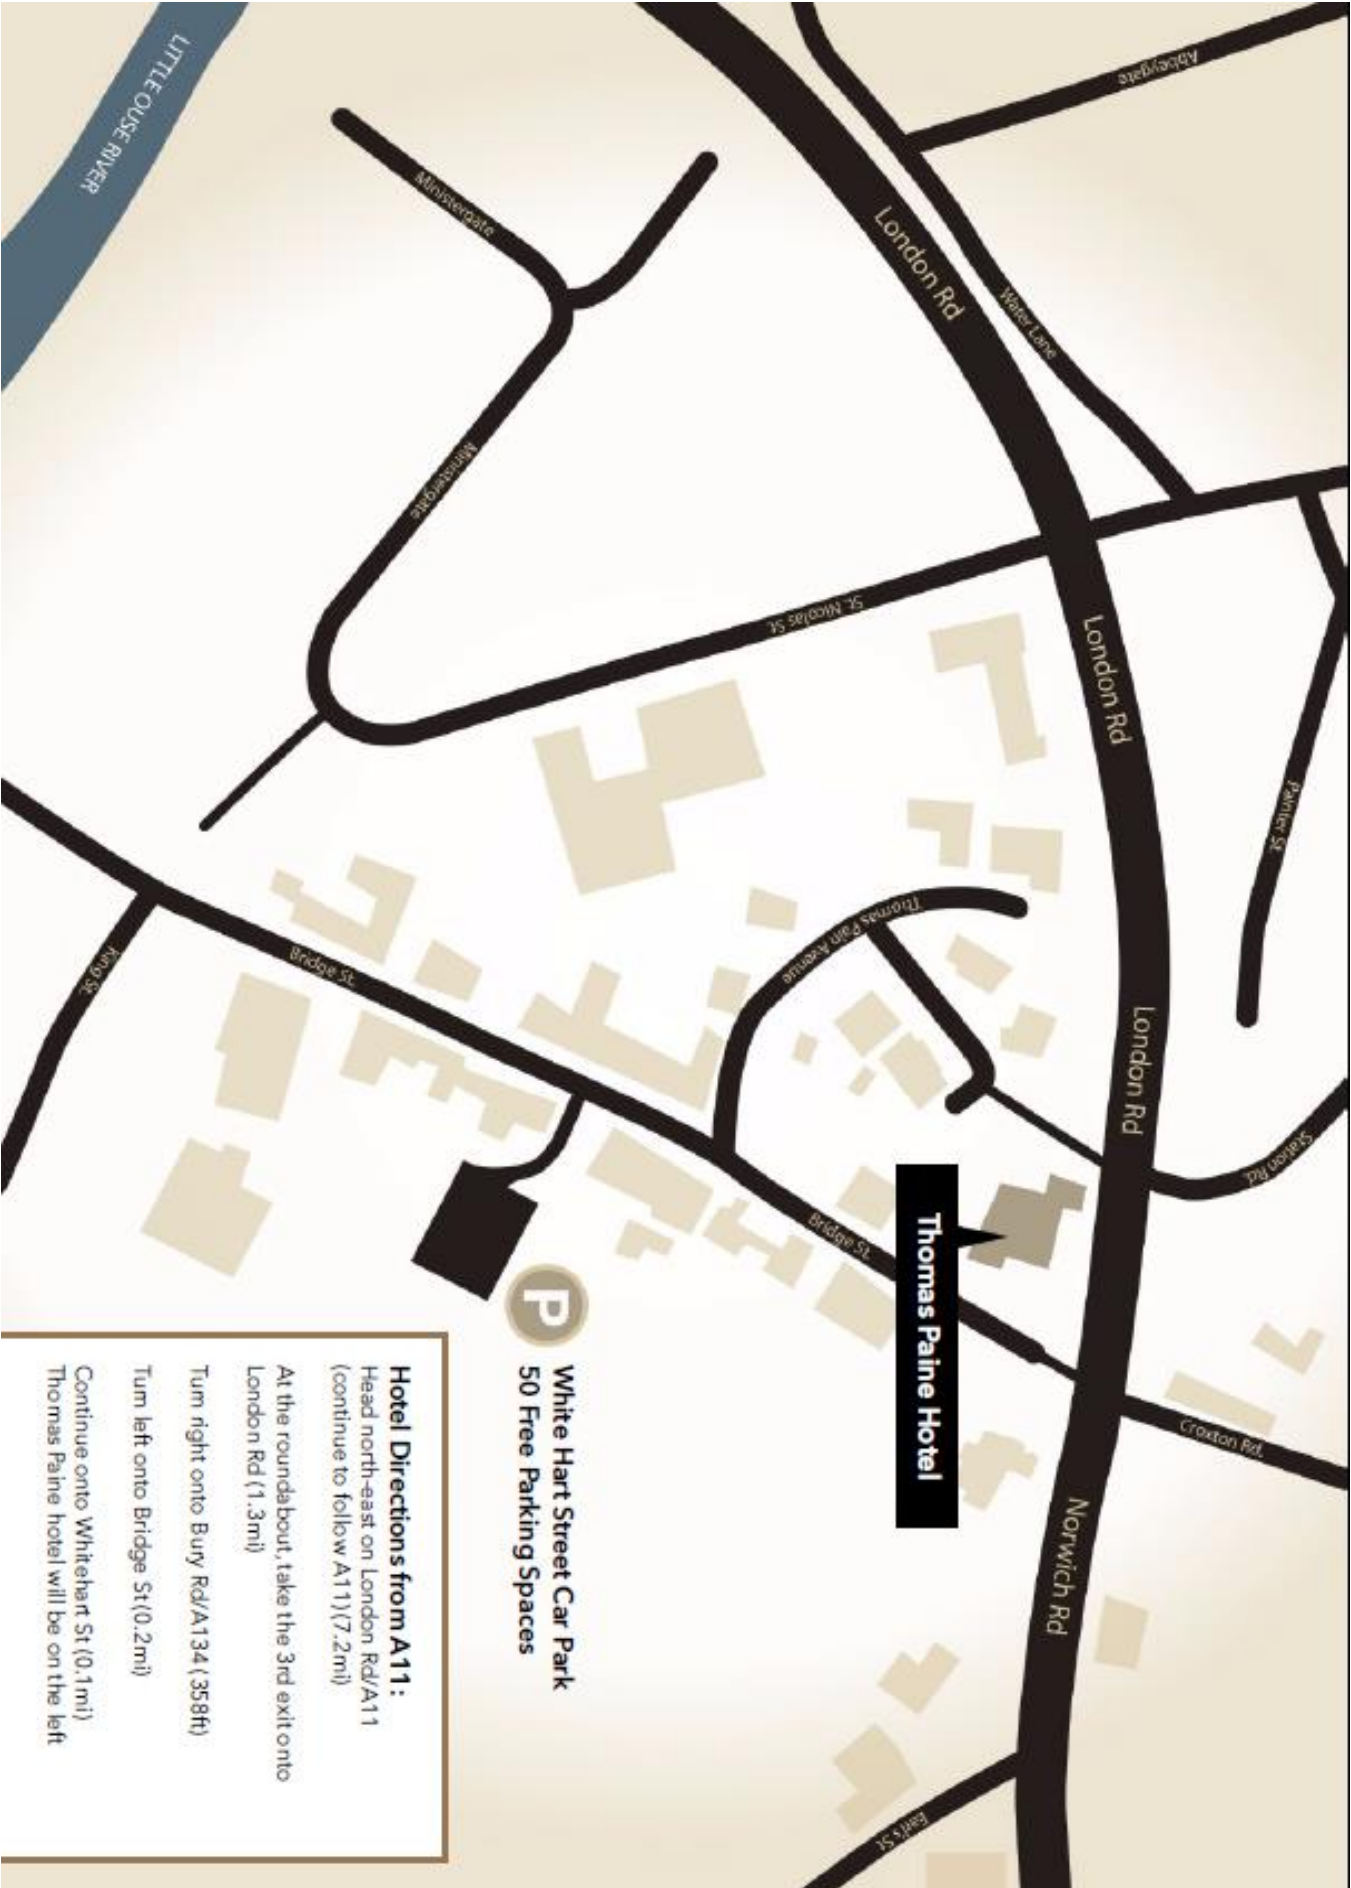 Abbeygate
LITTLE OUSE RIVER
Ministergate
London Rd
Water Lane
Ministergate
St. Nicolas St.
London Rd
Painter St.
Thomas Pain Avenue
King St.
Bridge St.
London Rd
Station Rd.
Bridge St.
Thomas Paine Hotel
Croxton Rd.
Norwich Rd
Earl's St
P
White Hart Street Car Park
50 Free Parking Spaces
Hotel Directions from A11:
Head north-east on London Rd/A11
(continue to follow A11)(7.2mi)
At the roundabout, take the 3rd exit onto
London Rd (1.3mi)
Turn right onto Bury Rd/A134 ( 358ft)
Turn left onto Bridge St (0.2mi)
Continue onto Whitehart St (0.1mi)
Thomas Paine hotel will be on the left